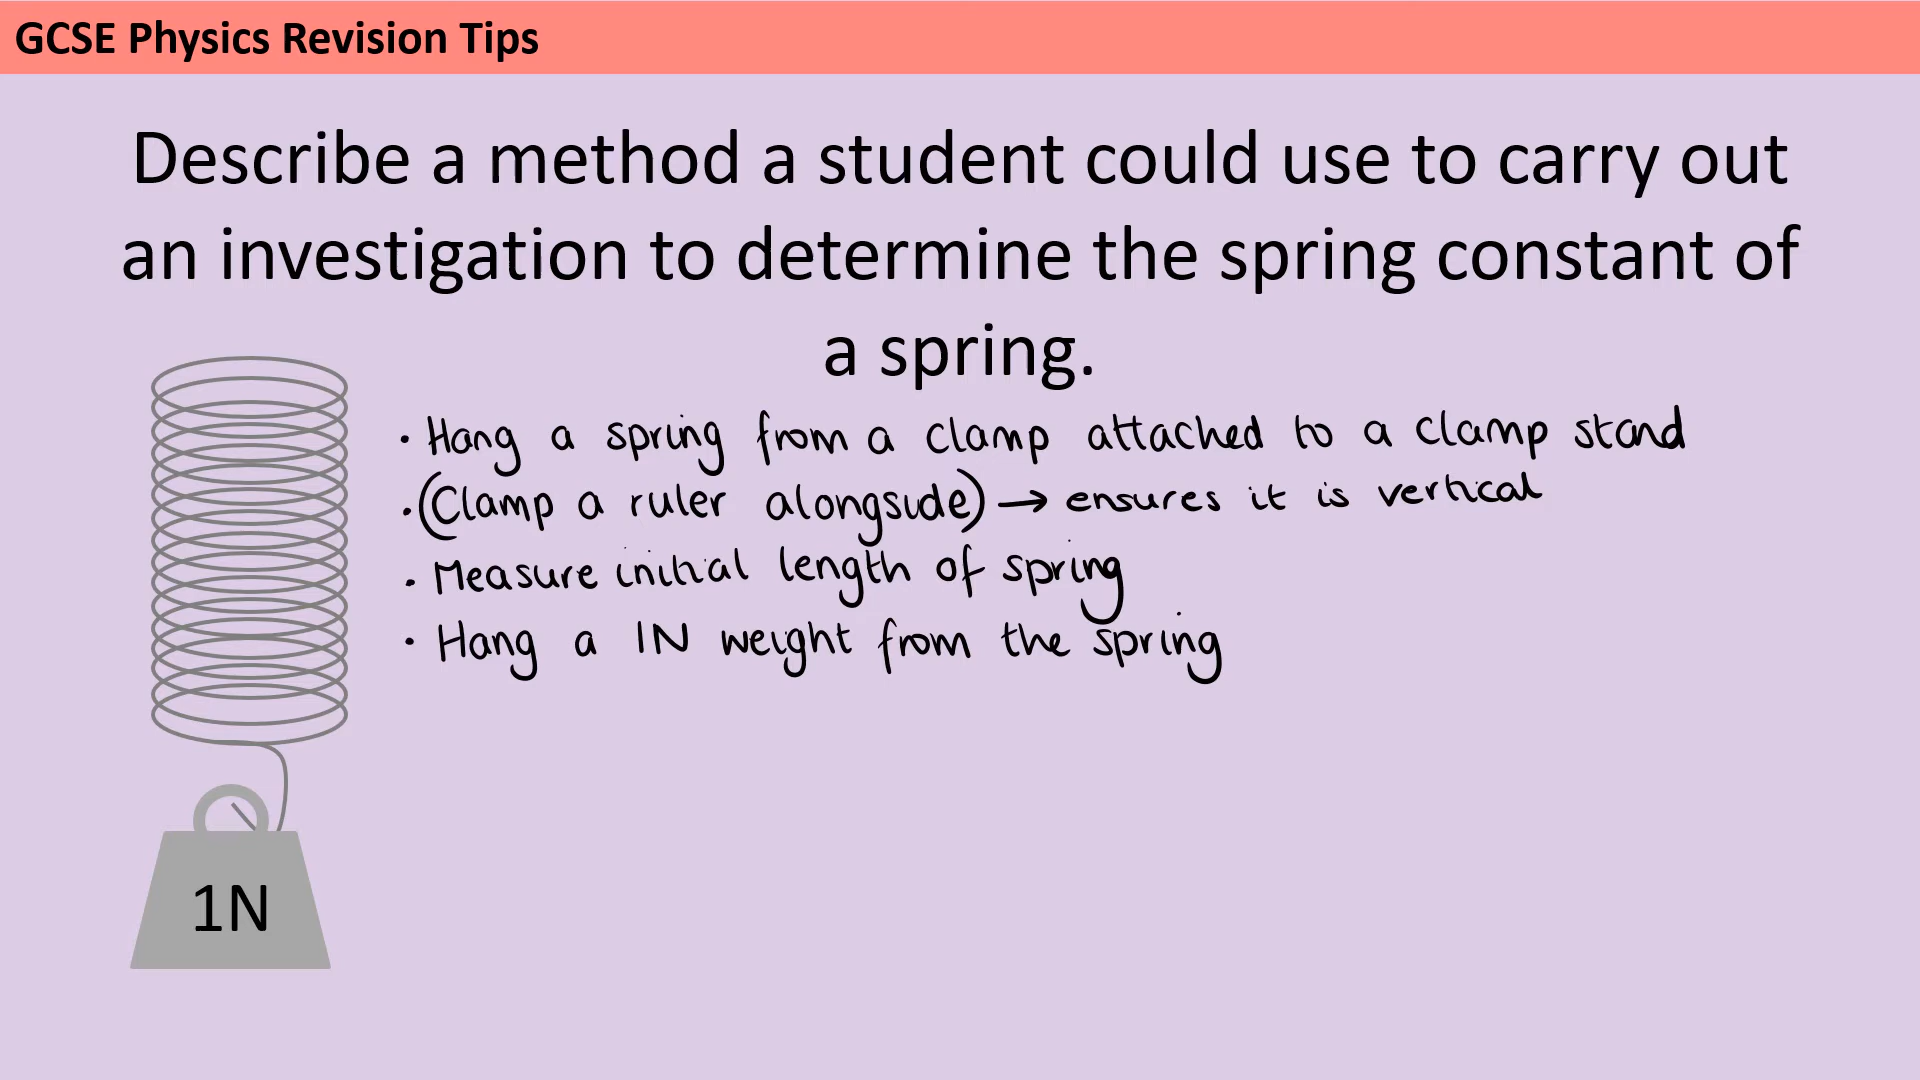 GCSE Physics Revision Tips
Describe a method a student could use to carry out
an investigation to determine the spring constant of
a spring.
• Hang a spring from a clamp attached to a clamp stand
• (Clamp a ruler alongside) → ensures it is vertical
• Measure initial length of spring
• Hang a 1N weight from the spring
1N